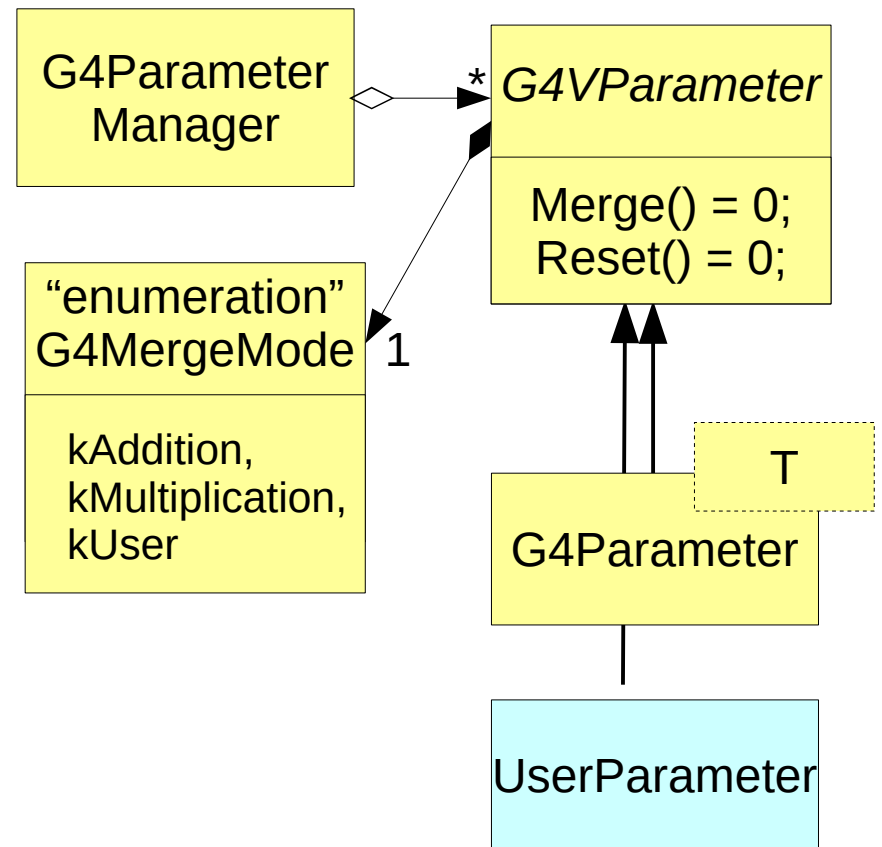 G4Parameter
Manager
*
G4VParameter
Merge() = 0;
Reset() = 0;
“enumeration”
G4MergeMode
1
kAddition,
kMultiplication,
kUser
T
G4Parameter
UserParameter